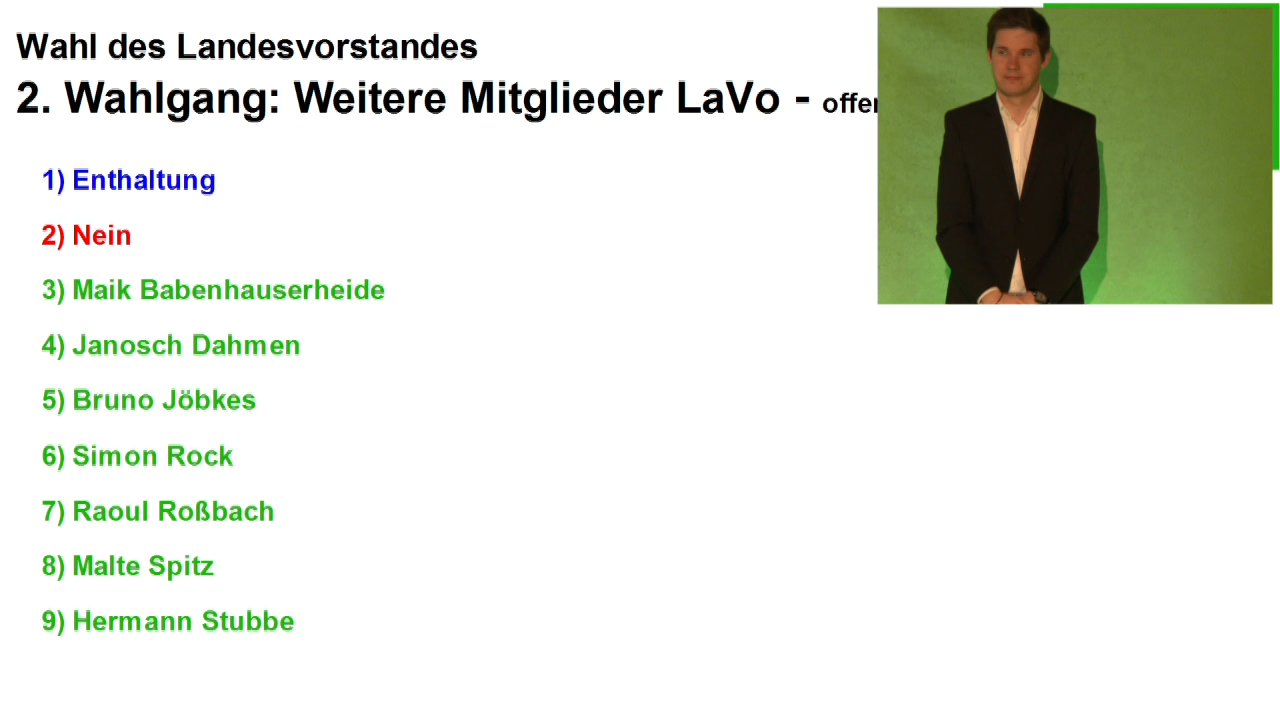 Wahl des Landesvorstandes
2. Wahlgang: Weitere Mitglieder LaVo -
1) Enthaltung
2) Nein
3) Maik Babenhauserheide
4) Janosch Dahmen
5) Bruno Jöbkes
6) Simon Rock
7) Raoul Roßbach
8) Malte Spitz
9) Hermann Stubbe